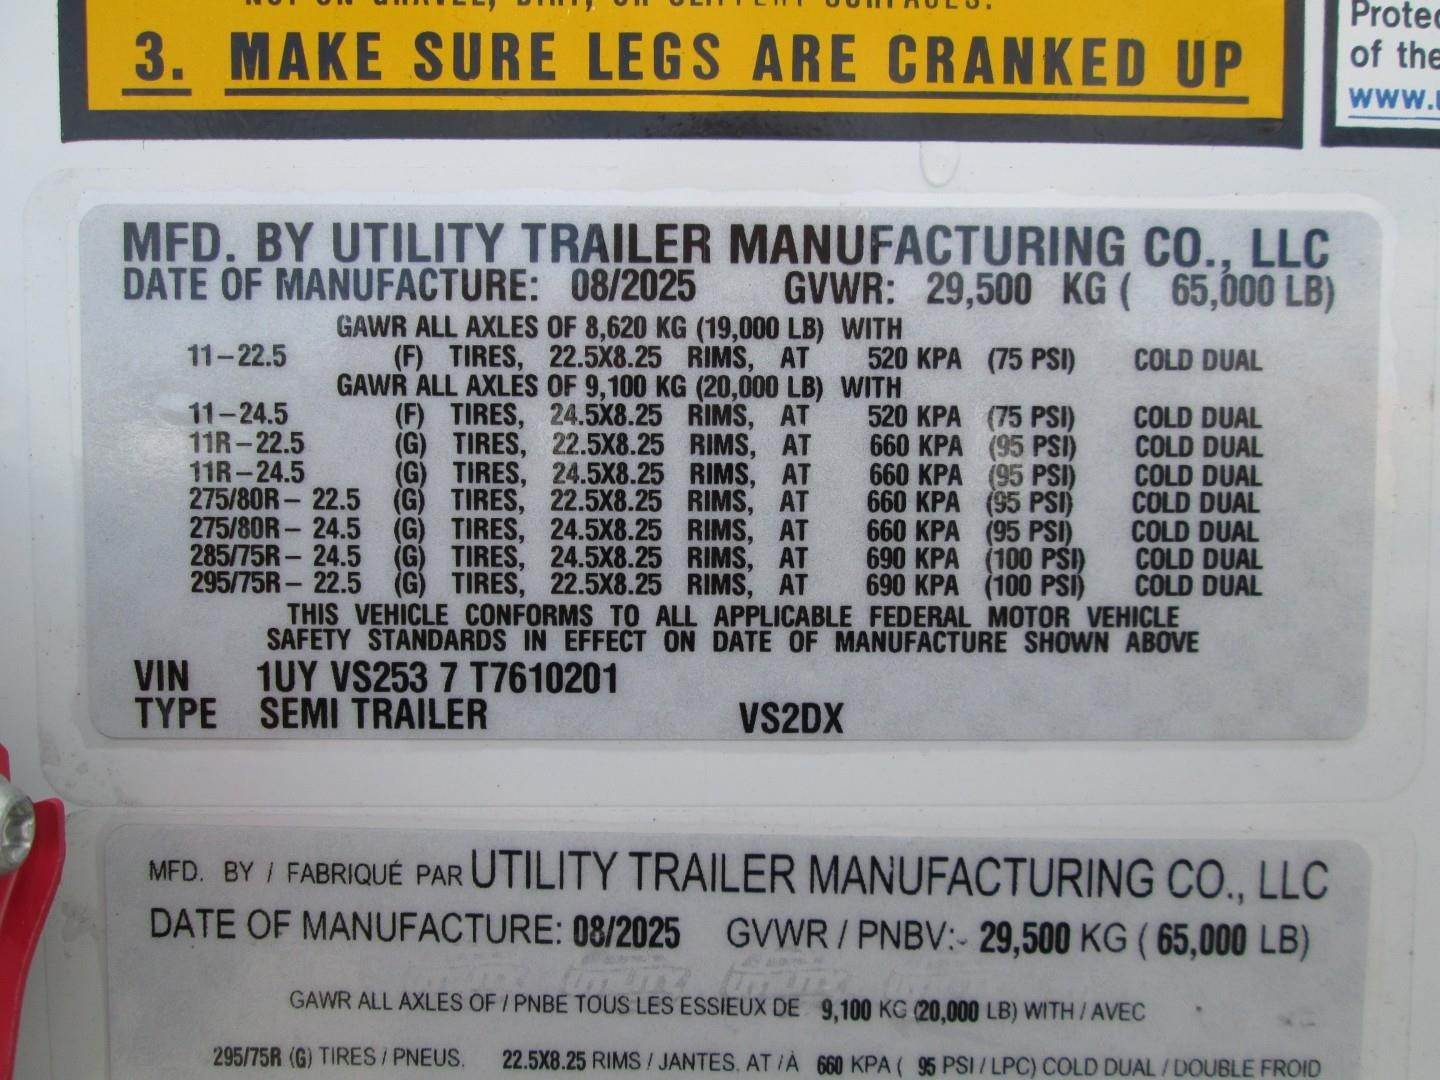 NOT ON GRAVEL, DIRT, OR SLIPPERY SURFACES.
3. MAKE SURE LEGS ARE CRANKED UP
of the
www.
MFD. BY UTILITY TRAILER MANUFACTURING CO., LLC
DATE OF MANUFACTURE: 08/2025 GVWR: 29,500 KG ( 65,000 LB)
GAWR ALL AXLES OF 8,620 KG (19,000 LB) WITH
11-22.5 (F) TIRES, 22.5X8.25 RIMS, AT 520 KPA (75 PSI) COLD DUAL
GAWR ALL AXLES OF 9,100 KG (20,000 LB) WITH
11-24.5 (F) TIRES, 24.5X8.25 RIMS, AT 520 KPA (75 PSI) COLD DUAL
11R-22.5 (G) TIRES, 22.5X8.25 RIMS, AT 660 KPA (95 PSI) COLD DUAL
11R-24.5 (G) TIRES, 24.5X8.25 RIMS, AT 660 KPA (95 PSI) COLD DUAL
275/80R- 22.5 (G) TIRES, 22.5X8.25 RIMS, AT 660 KPA (95 PSI) COLD DUAL
275/80R- 24.5 (G) TIRES, 24.5X8.25 RIMS, AT 660 KPA (95 PSI) COLD DUAL
285/75R- 24.5 (G) TIRES, 24.5X8.25 RIMS, AT 690 KPA (100 PSI) COLD DUAL
295/75R- 22.5 (G) TIRES, 22.5X8.25 RIMS, AT 690 KPA (100 PSI) COLD DUAL
THIS VEHICLE CONFORMS TO ALL APPLICABLE FEDERAL MOTOR VEHICLE
SAFETY STANDARDS IN EFFECT ON DATE OF MANUFACTURE SHOWN ABOVE
VIN 1UY VS253 7 T7610201
TYPE SEMI TRAILER VS2DX
MFD. BY / FABRIQUÉ PAR UTILITY TRAILER MANUFACTURING CO., LLC
DATE OF MANUFACTURE: 08/2025 GVWR / PNBV:- 29,500 KG ( 65,000 LB)
GAWR ALL AXLES OF / PNBE TOUS LES ESSIEUX DE 9,100 KG (20,000 LB) WITH / AVEC
295/75R (G) TIRES / PNEUS. 22.5X8.25 RIMS / JANTES. AT /À 660 KPA ( 95 PSI / LPC) COLD DUAL / DOUBLE FROID